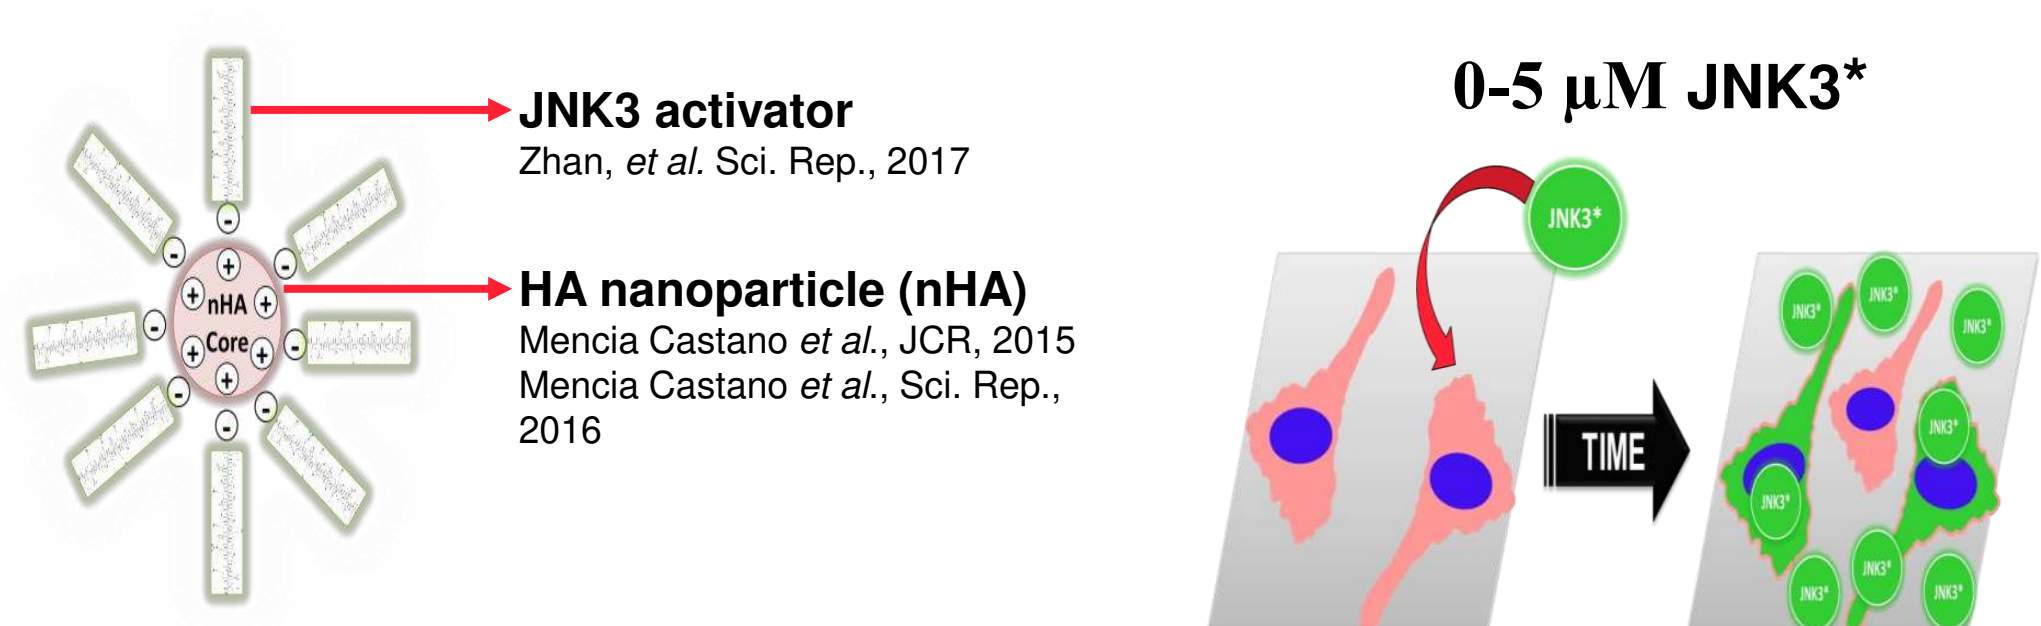 JNK3 activator
Zhan, et al. Sci. Rep., 2017
HA nanoparticle (nHA)
Mencia Castano et al., JCR, 2015
Mencia Castano et al., Sci. Rep.,
2016
-
-
-
-
-
-
-
-
+
+
+
+
+
+
nHA
Core
0-5 µM JNK3*
JNK3*
TIME
JNK3*
JNK3*
JNK3*
JNK3*
JNK3*
JNK3*
JNK3*
JNK3*